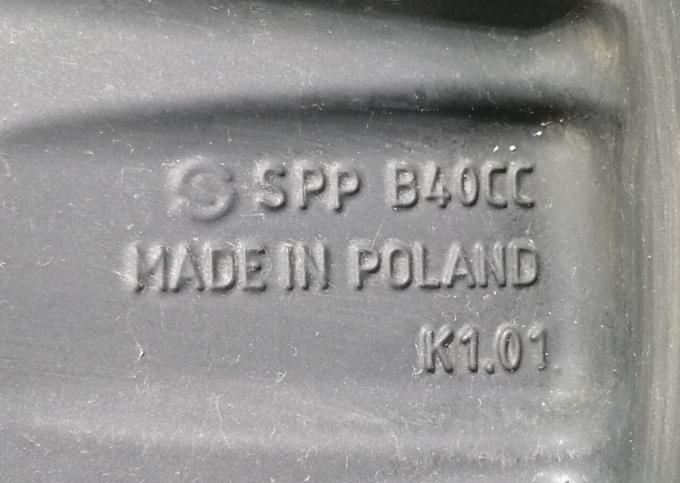 SPP B40CC
MADE IN POLAND
K1.01